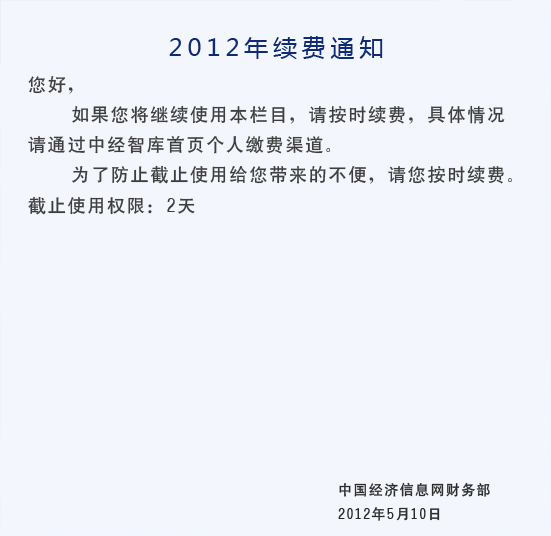 2012年续费通知
您好，
如果您将继续使用本栏目，请按时续费，具体情况
请通过中经智库首页个人缴费渠道。
为了防止截止使用给您带来的不便，请您按时续费。
截止使用权限：2天
中国经济信息网财务部
2012年5月10日